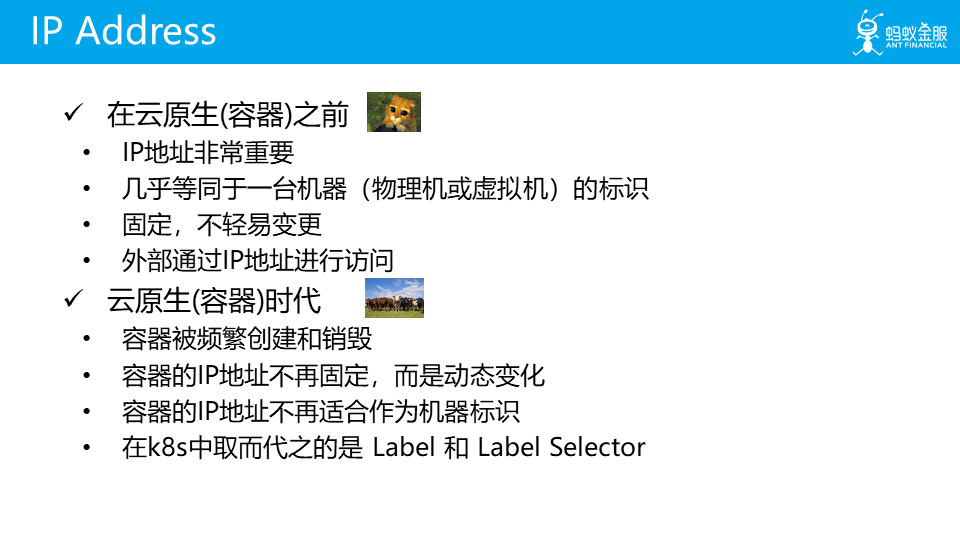 IP Address
蚂蚁金服
ANT FINANCIAL
在云原生(容器)之前
IP地址非常重要
几乎等同于一台机器（物理机或虚拟机）的标识
固定，不轻易变更
外部通过IP地址进行访问
云原生(容器)时代
容器被频繁创建和销毁
容器的IP地址不再固定，而是动态变化
容器的IP地址不再适合作为机器标识
在k8s中取而代之的是 Label 和 Label Selector